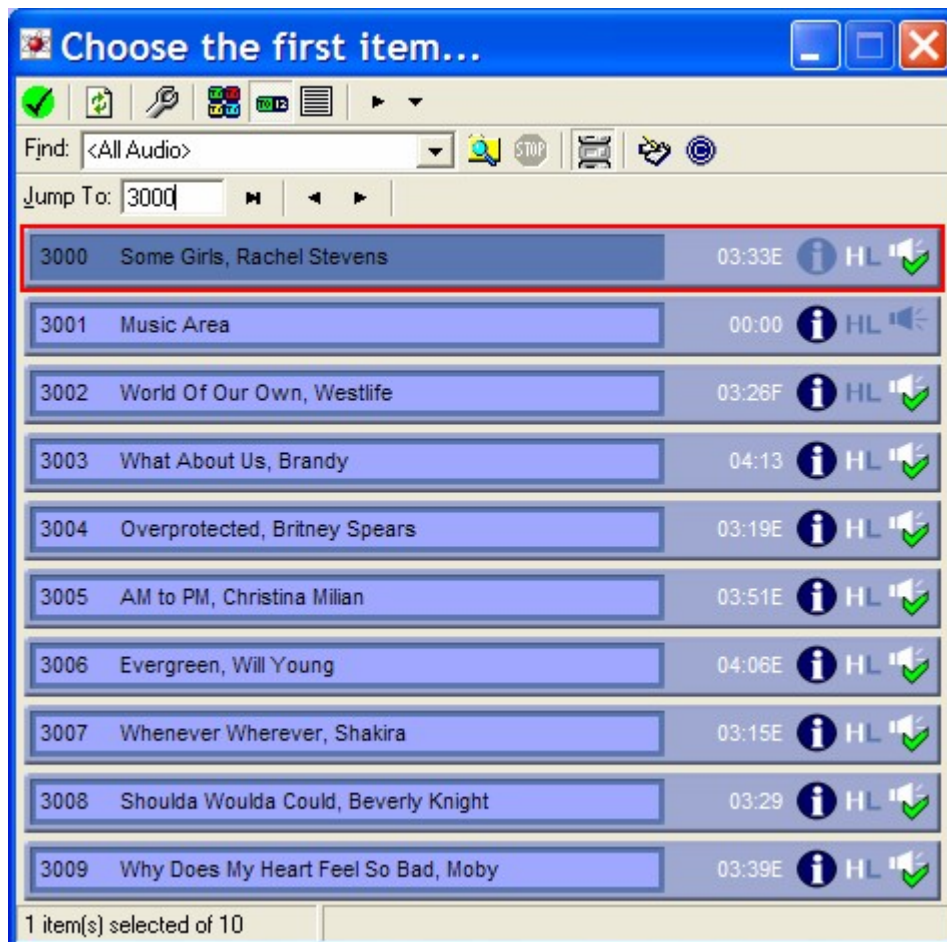 Choose the first item...
Find: <All Audio> STOP
Jump To: 3000
3000 Some Girls, Rachel Stevens 03:33E i HL
3001 Music Area 00:00 i HL
3002 World Of Our Own, Westlife 03:26F i HL
3003 What About Us, Brandy 04:13 i HL
3004 Overprotected, Britney Spears 03:19E i HL
3005 AM to PM, Christina Milian 03:51E i HL
3006 Evergreen, Will Young 04:06E i HL
3007 Whenever Wherever, Shakira 03:15E i HL
3008 Shoulda Woulda Could, Beverly Knight 03:29 i HL
3009 Why Does My Heart Feel So Bad, Moby 03:39E i HL
1 item(s) selected of 10